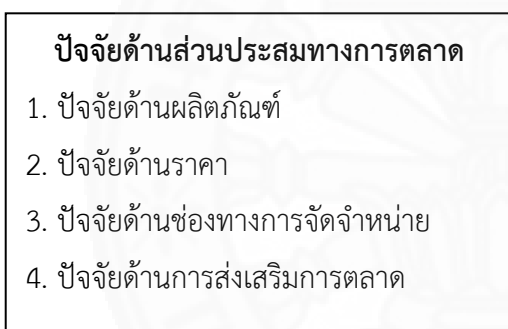 ปัจจัยด้านส่วนประสมทางการตลาด
1. ปัจจัยด้านผลิตภัณฑ์
2. ปัจจัยด้านราคา
3. ปัจจัยด้านช่องทางการจัดจำหน่าย
4. ปัจจัยด้านการส่งเสริมการตลาด